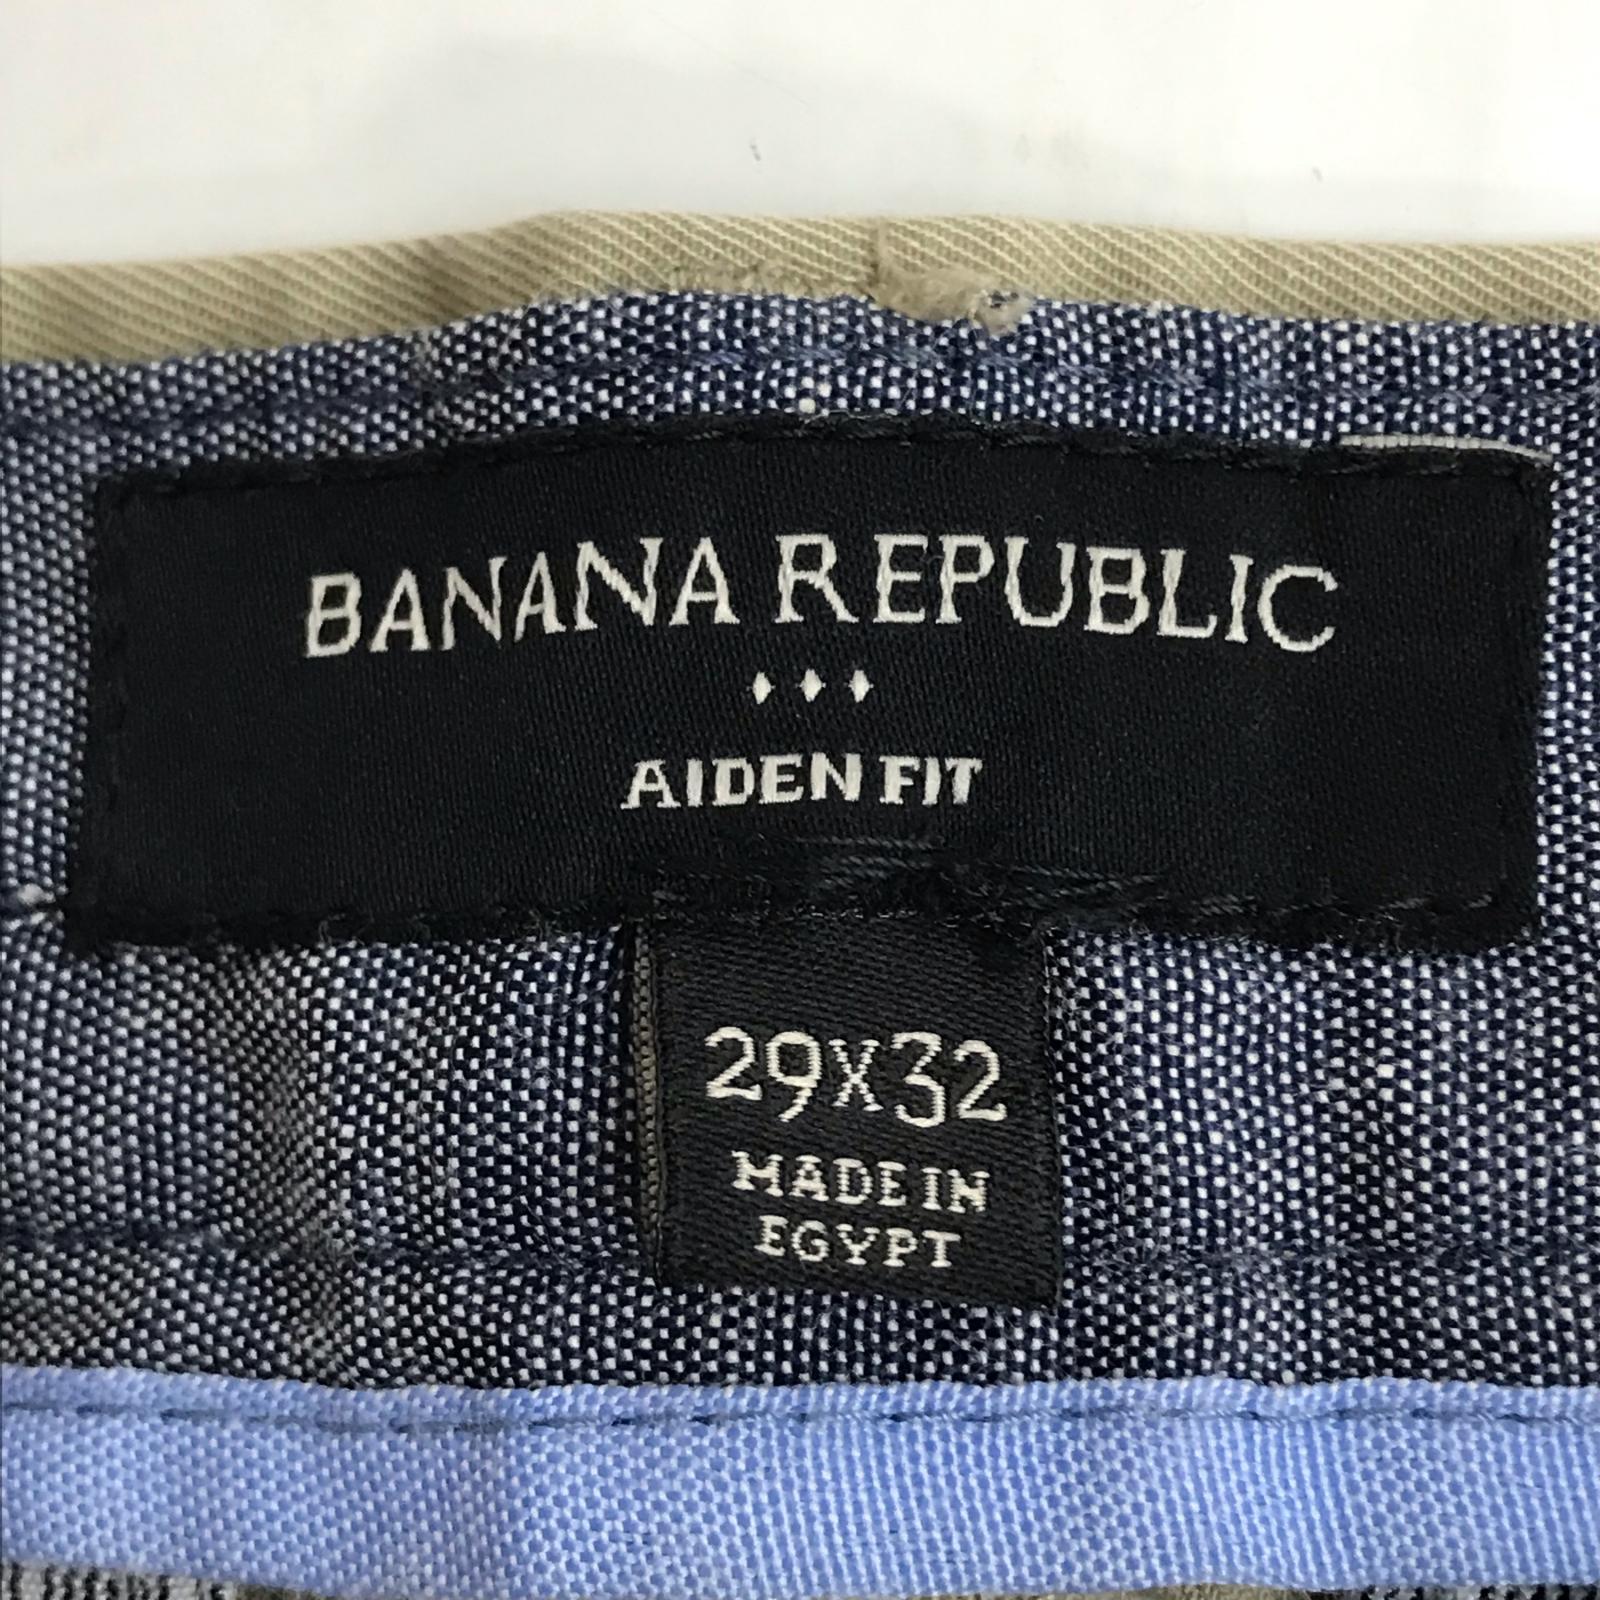 BANANA REPUBLIC
AIDEN FIT
29X32
MADE IN
EGYPT